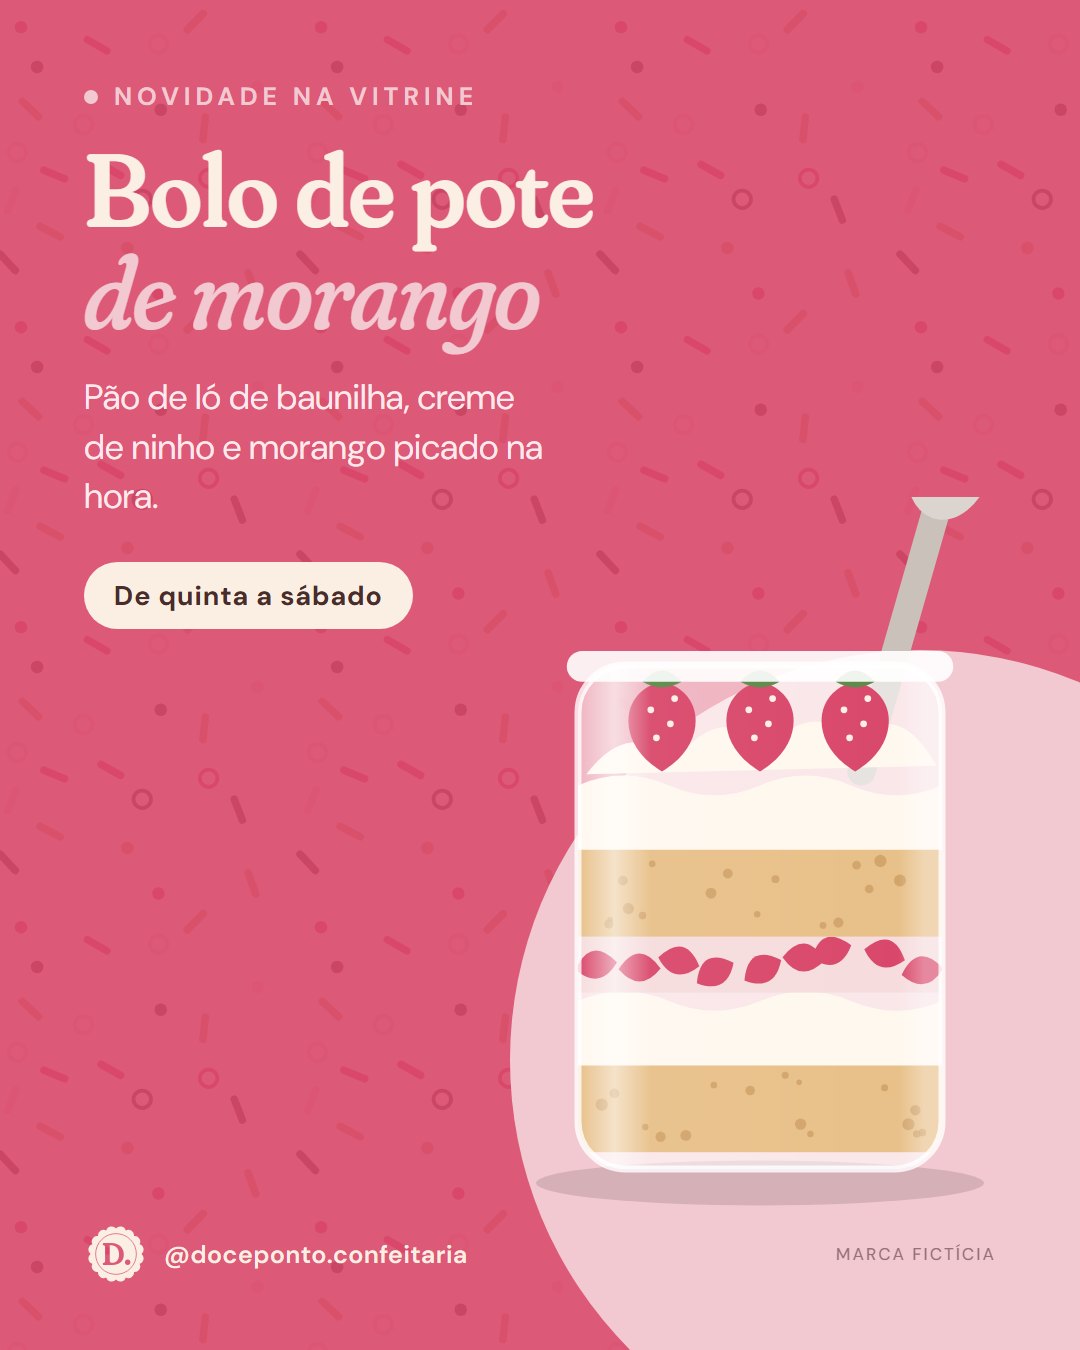 NOVIDADE NA VITRINE
Bolo de pote
de morango
Pão de ló de baunilha, creme
de ninho e morango picado na
hora.
De quinta a sábado
D.
@doceponto.confeitaria
MARCA FICTÍCIA